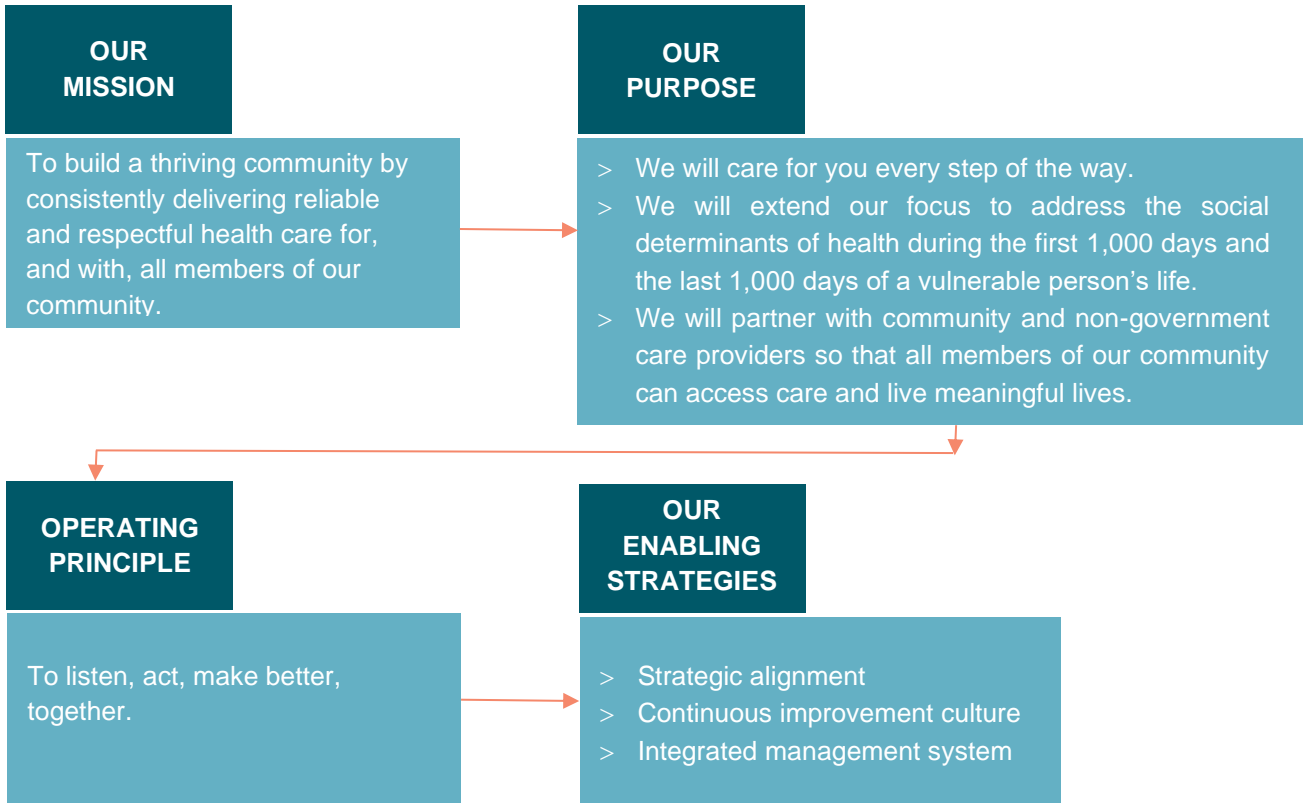 OUR
MISSION
To build a thriving community by
consistently delivering reliable
and respectful health care for,
and with, all members of our
community.
OUR
PURPOSE
> We will care for you every step of the way.
> We will extend our focus to address the social
determinants of health during the first 1,000 days and
the last 1,000 days of a vulnerable person’s life.
> We will partner with community and non-government
care providers so that all members of our community
can access care and live meaningful lives.
OPERATING
PRINCIPLE
To listen, act, make better,
together.
OUR
ENABLING
STRATEGIES
> Strategic alignment
> Continuous improvement culture
> Integrated management system